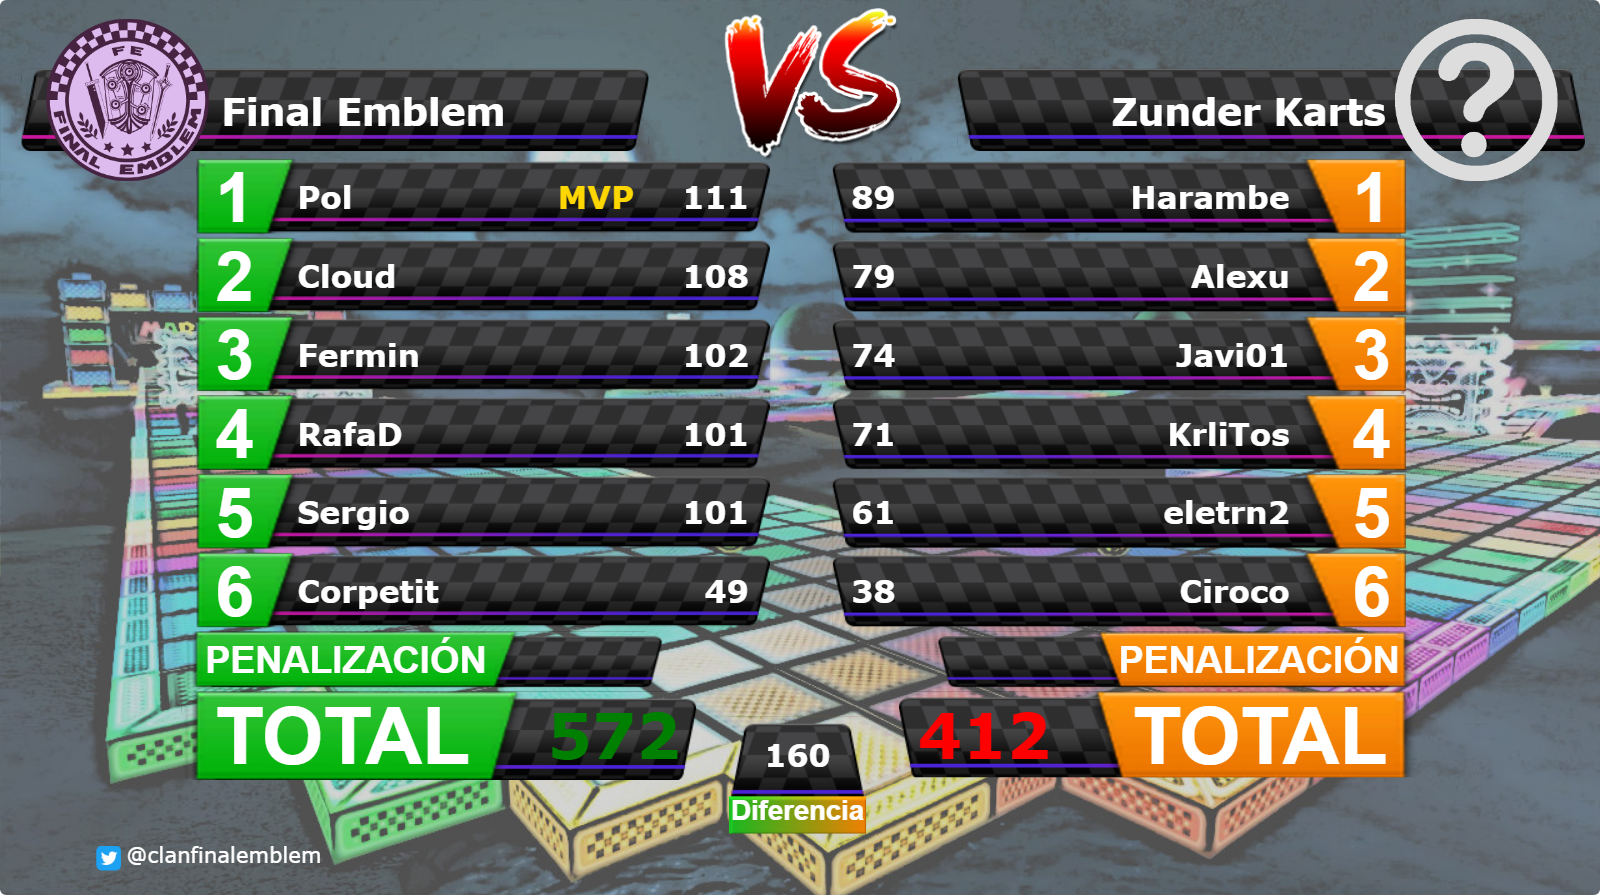 VS
FE
FINAL EMBLEM
Final Emblem
Zunder Karts
?
1 Pol MVP 111
89 Harambe 1
2 Cloud 108
79 Alexu 2
3 Fermin 102
74 Javi01 3
4 RafaD 101
71 KrliTos 4
5 Sergio 101
61 eletrn2 5
6 Corpetit 49
38 Ciroco 6
PENALIZACIÓN
PENALIZACIÓN
TOTAL 572
412 TOTAL
160
Diferencia
@clanfinalemblem